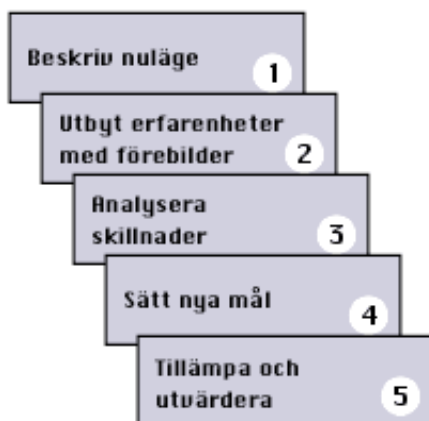 Beskriv nuläge
1
Utbyt erfarenheter
med förebilder
2
Analysera
skillnader
3
Sätt nya mål
4
Tillämpa och
utvärdera
5